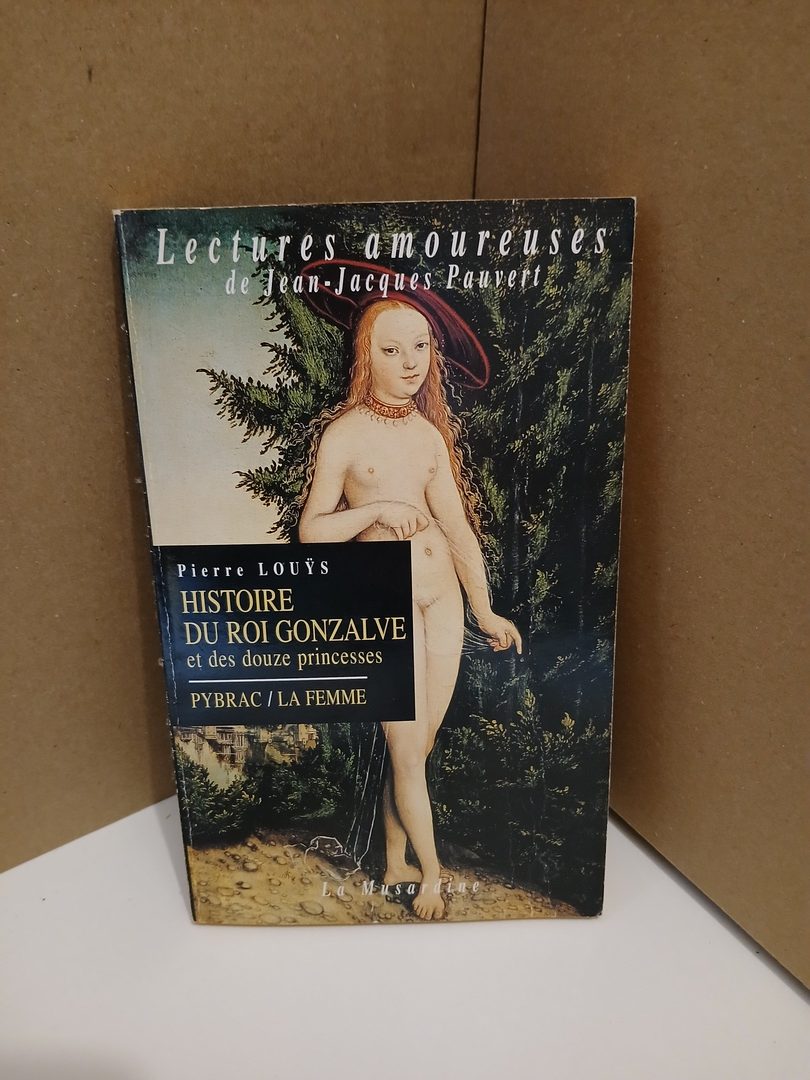 Lectures amoureuses
de Jean-Jacques Pauvert
Pierre LOUŸS
HISTOIRE
DU ROI GONZALVE
et des douze princesses
PYBRAC / LA FEMME
La Musardine